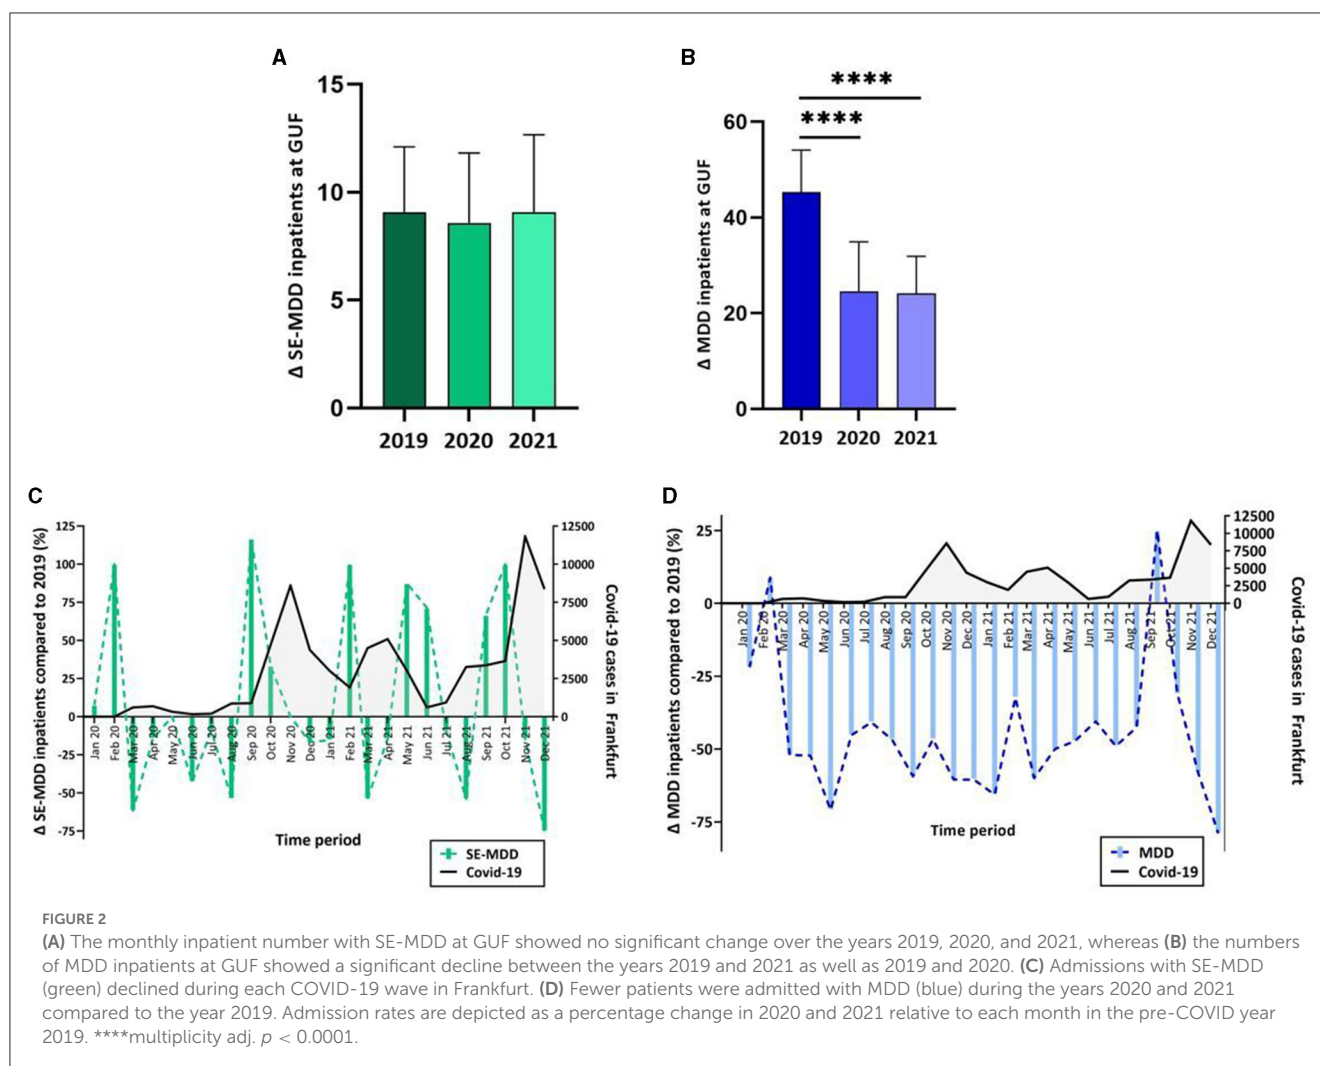 A
Δ SE-MDD inpatients at GUF
15
10
5
0
2019 2020 2021
B
Δ MDD inpatients at GUF
****
****
60
40
20
0
2019 2020 2021
C
Δ SE-MDD inpatients compared to 2019 (%)
125
100
75
50
25
0
-25
-50
-75
Jan 20
Feb 20
Mar 20
Apr 20
May 20
Jun 20
Jul 20
Aug 20
Sep 20
Oct 20
Nov 20
Dec 20
Jan 21
Feb 21
Mar 21
Apr 21
May 21
Jun 21
Jul 21
Aug 21
Sep 21
Oct 21
Nov 21
Dec 21
12500
10000
7500
5000
2500
0
Covid-19 cases in Frankfurt
Time period
SE-MDD
Covid-19
D
Δ MDD inpatients compared to 2019 (%)
25
0
-25
-50
-75
Jan 20
Feb 20
Mar 20
Apr 20
May 20
Jun 20
Jul 20
Aug 20
Sep 20
Oct 20
Nov 20
Dec 20
Jan 21
Feb 21
Mar 21
Apr 21
May 21
Jun 21
Jul 21
Aug 21
Sep 21
Oct 21
Nov 21
Dec 21
12500
10000
7500
5000
2500
0
Covid-19 cases in Frankfurt
Time period
MDD
Covid-19
FIGURE 2
(A) The monthly inpatient number with SE-MDD at GUF showed no significant change over the years 2019, 2020, and 2021, whereas (B) the numbers
of MDD inpatients at GUF showed a significant decline between the years 2019 and 2021 as well as 2019 and 2020. (C) Admissions with SE-MDD
(green) declined during each COVID-19 wave in Frankfurt. (D) Fewer patients were admitted with MDD (blue) during the years 2020 and 2021
compared to the year 2019. Admission rates are depicted as a percentage change in 2020 and 2021 relative to each month in the pre-COVID year
2019. ****multiplicity adj. p < 0.0001.